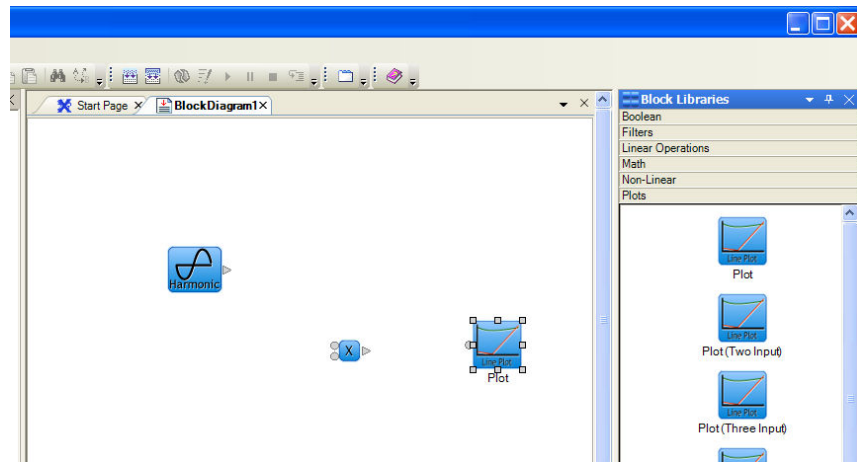 Start Page
BlockDiagram1
Block Libraries
Boolean
Filters
Linear Operations
Math
Non-Linear
Plots
Line Plot
Plot
Line Plot
Plot (Two Input)
Line Plot
Plot (Three Input)
Harmonic
X
Line Plot
Plot